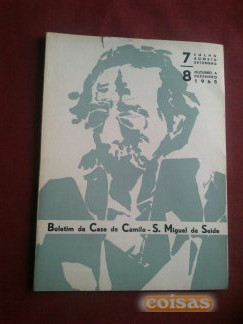 7 JULHO
AGOSTO
SETEMBRO
8 OUTUBRO A
DEZEMBRO
1965
Boletim da Casa de Camilo - S. Miguel de Seide
coisas